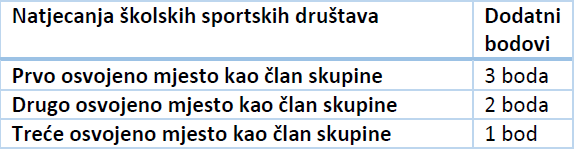 Natjecanja školskih sportskih društava
Dodatni
bodovi
Prvo osvojeno mjesto kao član skupine 3 boda
Drugo osvojeno mjesto kao član skupine 2 boda
Treće osvojeno mjesto kao član skupine 1 bod